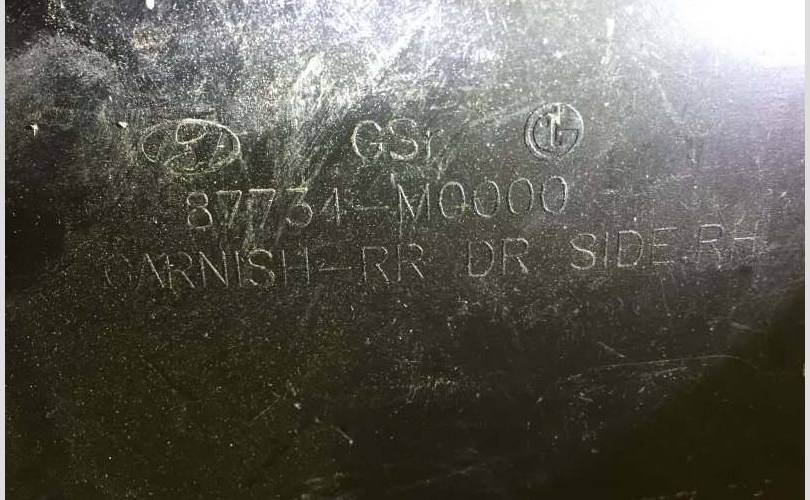 GSr
87734-M0000
GARNISH-RR DR SIDE,RH